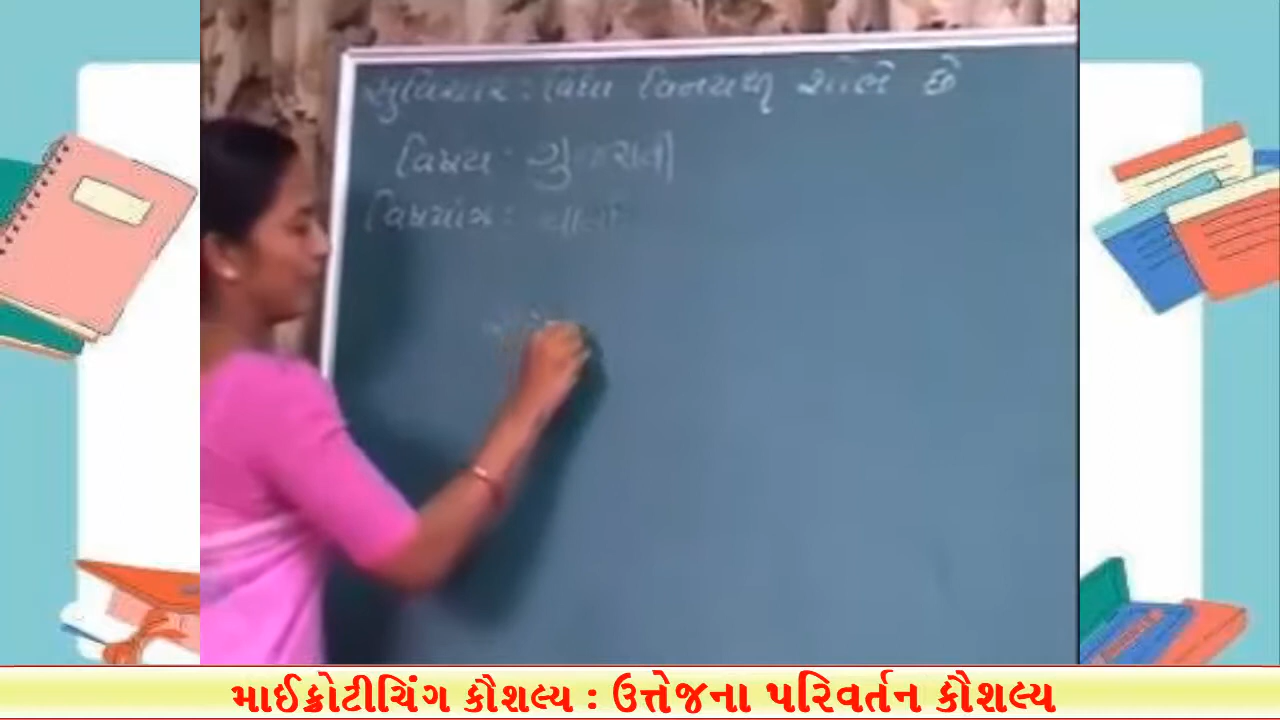 સુવિચાર : વિદ્યા વિનયથી શોભે છે
વિષય : ગુજરાતી
વિષયાંગ :
માઈક્રોટીચિંગ કૌશલ્ય : ઉત્તેજના પરિવર્તન કૌશલ્ય